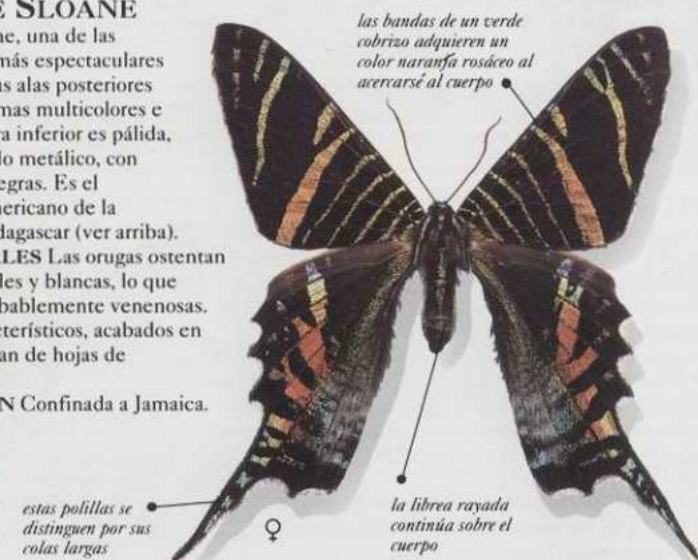 E SLOANE
ne, una de las
más espectaculares
as alas posteriores
mas multicolores e
ra inferior es pálida,
lo metálico, con
egras. Es el
ericano de la
dagascar (ver arriba).
LES Las orugas ostentan
les y blancas, lo que
bablemente venenosas.
cterísticos, acabados en
an de hojas de
N Confinada a Jamaica.
las bandas de un verde
cobrizo adquieren un
color naranja rosáceo al
acercarsé al cuerpo
estas polillas se
distinguen por sus
colas largas
♀
la librea rayada
continúa sobre el
cuerpo